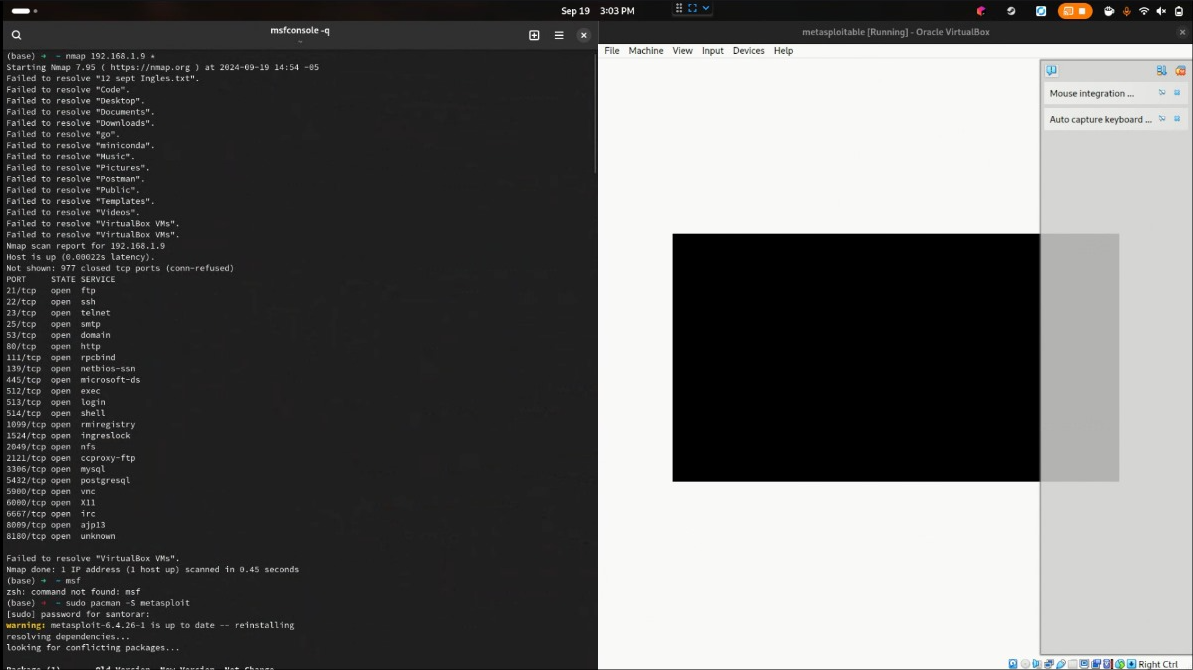 Sep 19 3:03 PM
msfconsole -q
~
(base) ➜ ~ nmap 192.168.1.9 *
Starting Nmap 7.95 ( https://nmap.org ) at 2024-09-19 14:54 -05
Failed to resolve "12 sept Ingles.txt".
Failed to resolve "Code".
Failed to resolve "Desktop".
Failed to resolve "Documents".
Failed to resolve "Downloads".
Failed to resolve "go".
Failed to resolve "miniconda".
Failed to resolve "Music".
Failed to resolve "Pictures".
Failed to resolve "Postman".
Failed to resolve "Public".
Failed to resolve "Templates".
Failed to resolve "Videos".
Failed to resolve "VirtualBox VMs".
Failed to resolve "VirtualBox VMs".
Nmap scan report for 192.168.1.9
Host is up (0.00022s latency).
Not shown: 977 closed tcp ports (conn-refused)
PORT STATE SERVICE
21/tcp open ftp
22/tcp open ssh
23/tcp open telnet
25/tcp open smtp
53/tcp open domain
80/tcp open http
111/tcp open rpcbind
139/tcp open netbios-ssn
445/tcp open microsoft-ds
512/tcp open exec
513/tcp open login
514/tcp open shell
1099/tcp open rmiregistry
1524/tcp open ingreslock
2049/tcp open nfs
2121/tcp open ccproxy-ftp
3306/tcp open mysql
5432/tcp open postgresql
5900/tcp open vnc
6000/tcp open X11
6667/tcp open irc
8009/tcp open ajp13
8180/tcp open unknown
Failed to resolve "VirtualBox VMs".
Nmap done: 1 IP address (1 host up) scanned in 0.45 seconds
(base) ➜ ~ msf
zsh: command not found: msf
(base) ➜ ~ sudo pacman -S metasploit
[sudo] password for santorar:
warning: metasploit-6.4.26-1 is up to date -- reinstalling
resolving dependencies...
looking for conflicting packages...
Package (1) Old Version New Version Net Change
metasploitable [Running] - Oracle VirtualBox
File Machine View Input Devices Help
Mouse integration ...
Auto capture keyboard ...
Right Ctrl